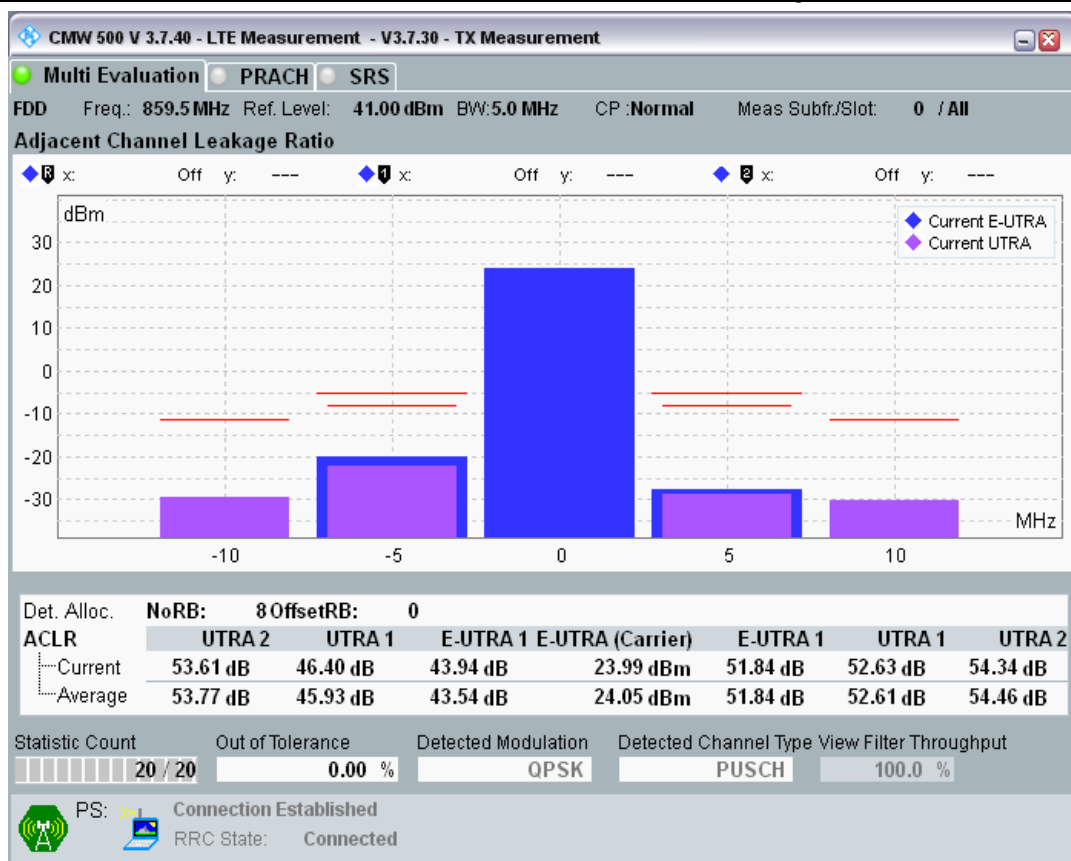 CMW 500 V 3.7.40 - LTE Measurement - V3.7.30 - TX Measurement
Multi Evaluation PRACH SRS
FDD Freq.: 859.5 MHz Ref. Level: 41.00 dBm BW:5.0 MHz CP :Normal Meas Subfr./Slot: 0 / All
Adjacent Channel Leakage Ratio
R x: Off y: --- 1 x: Off y: --- 2 x: Off y: ---
dBm
Current E-UTRA
Current UTRA
30
20
10
0
-10
-20
-30
MHz
-10 -5 0 5 10
Det. Alloc. NoRB: 8 OffsetRB: 0
ACLR UTRA 2 UTRA 1 E-UTRA 1 E-UTRA (Carrier) E-UTRA 1 UTRA 1 UTRA 2
Current 53.61 dB 46.40 dB 43.94 dB 23.99 dBm 51.84 dB 52.63 dB 54.34 dB
Average 53.77 dB 45.93 dB 43.54 dB 24.05 dBm 51.84 dB 52.61 dB 54.46 dB
Statistic Count Out of Tolerance Detected Modulation Detected Channel Type View Filter Throughput
20 / 20 0.00 % QPSK PUSCH 100.0 %
PS: Connection Established
RRC State: Connected